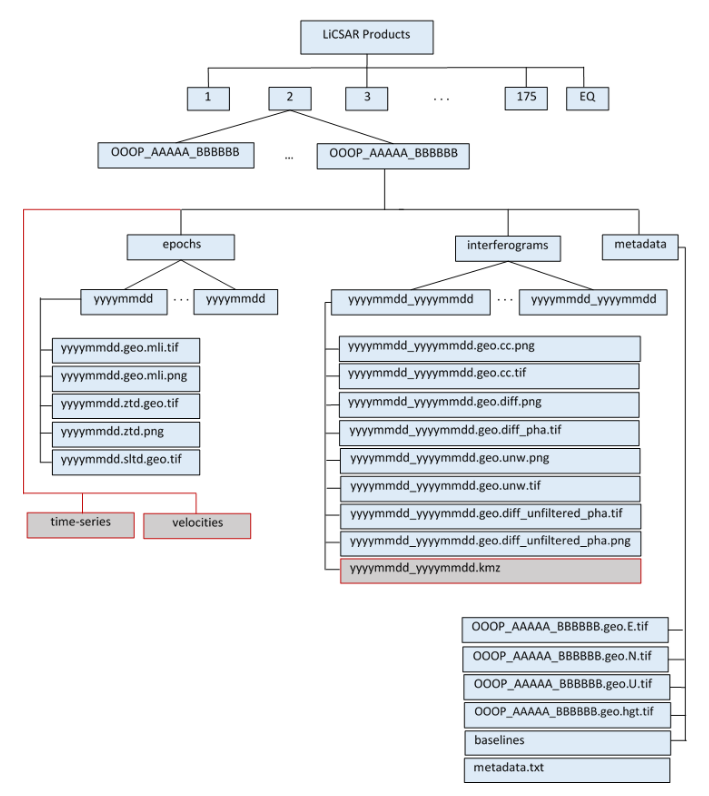 LiCSAR Products
1
2
3
...
175
EQ
OOOP_AAAAA_BBBBBB
...
OOOP_AAAAA_BBBBBB
epochs
interferograms
metadata
yyyymmdd
...
yyyymmdd
yyyymmdd_yyyymmdd
...
yyyymmdd_yyyymmdd
yyyymmdd.geo.mli.tif
yyyymmdd.geo.mli.png
yyyymmdd.ztd.geo.tif
yyyymmdd.ztd.png
yyyymmdd.sltd.geo.tif
time-series
velocities
yyyymmdd_yyyymmdd.geo.cc.png
yyyymmdd_yyyymmdd.geo.cc.tif
yyyymmdd_yyyymmdd.geo.diff.png
yyyymmdd_yyyymmdd.geo.diff_pha.tif
yyyymmdd_yyyymmdd.geo.unw.png
yyyymmdd_yyyymmdd.geo.unw.tif
yyyymmdd_yyyymmdd.geo.diff_unfiltered_pha.tif
yyyymmdd_yyyymmdd.geo.diff_unfiltered_pha.png
yyyymmdd_yyyymmdd.kmz
OOOP_AAAAA_BBBBBB.geo.E.tif
OOOP_AAAAA_BBBBBB.geo.N.tif
OOOP_AAAAA_BBBBBB.geo.U.tif
OOOP_AAAAA_BBBBBB.geo.hgt.tif
baselines
metadata.txt